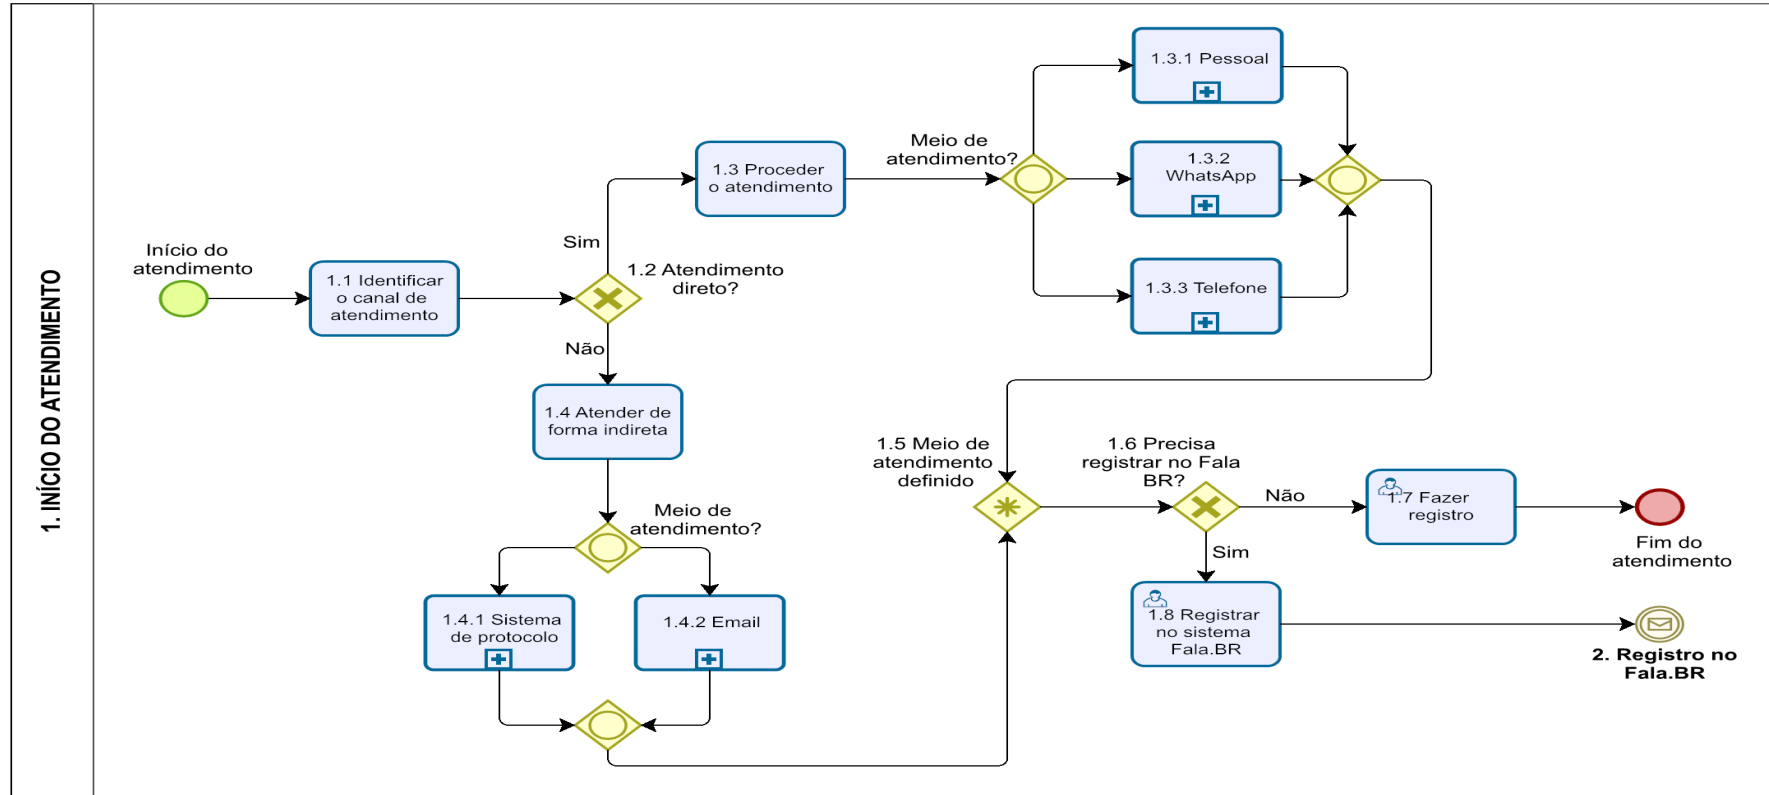 1. INÍCIO DO ATENDIMENTO
Início do
atendimento
1.1 Identificar
o canal de
atendimento
1.2 Atendimento
direto?
Sim
Não
1.3 Proceder
o atendimento
Meio de
atendimento?
1.3.1 Pessoal
1.3.2
WhatsApp
1.3.3 Telefone
1.4 Atender de
forma indireta
Meio de
atendimento?
1.4.1 Sistema
de protocolo
1.4.2 Email
1.5 Meio de
atendimento
definido
1.6 Precisa
registrar no Fala
BR?
Não
Sim
1.7 Fazer
registro
Fim do
atendimento
1.8 Registrar
no sistema
Fala.BR
2. Registro no
Fala.BR